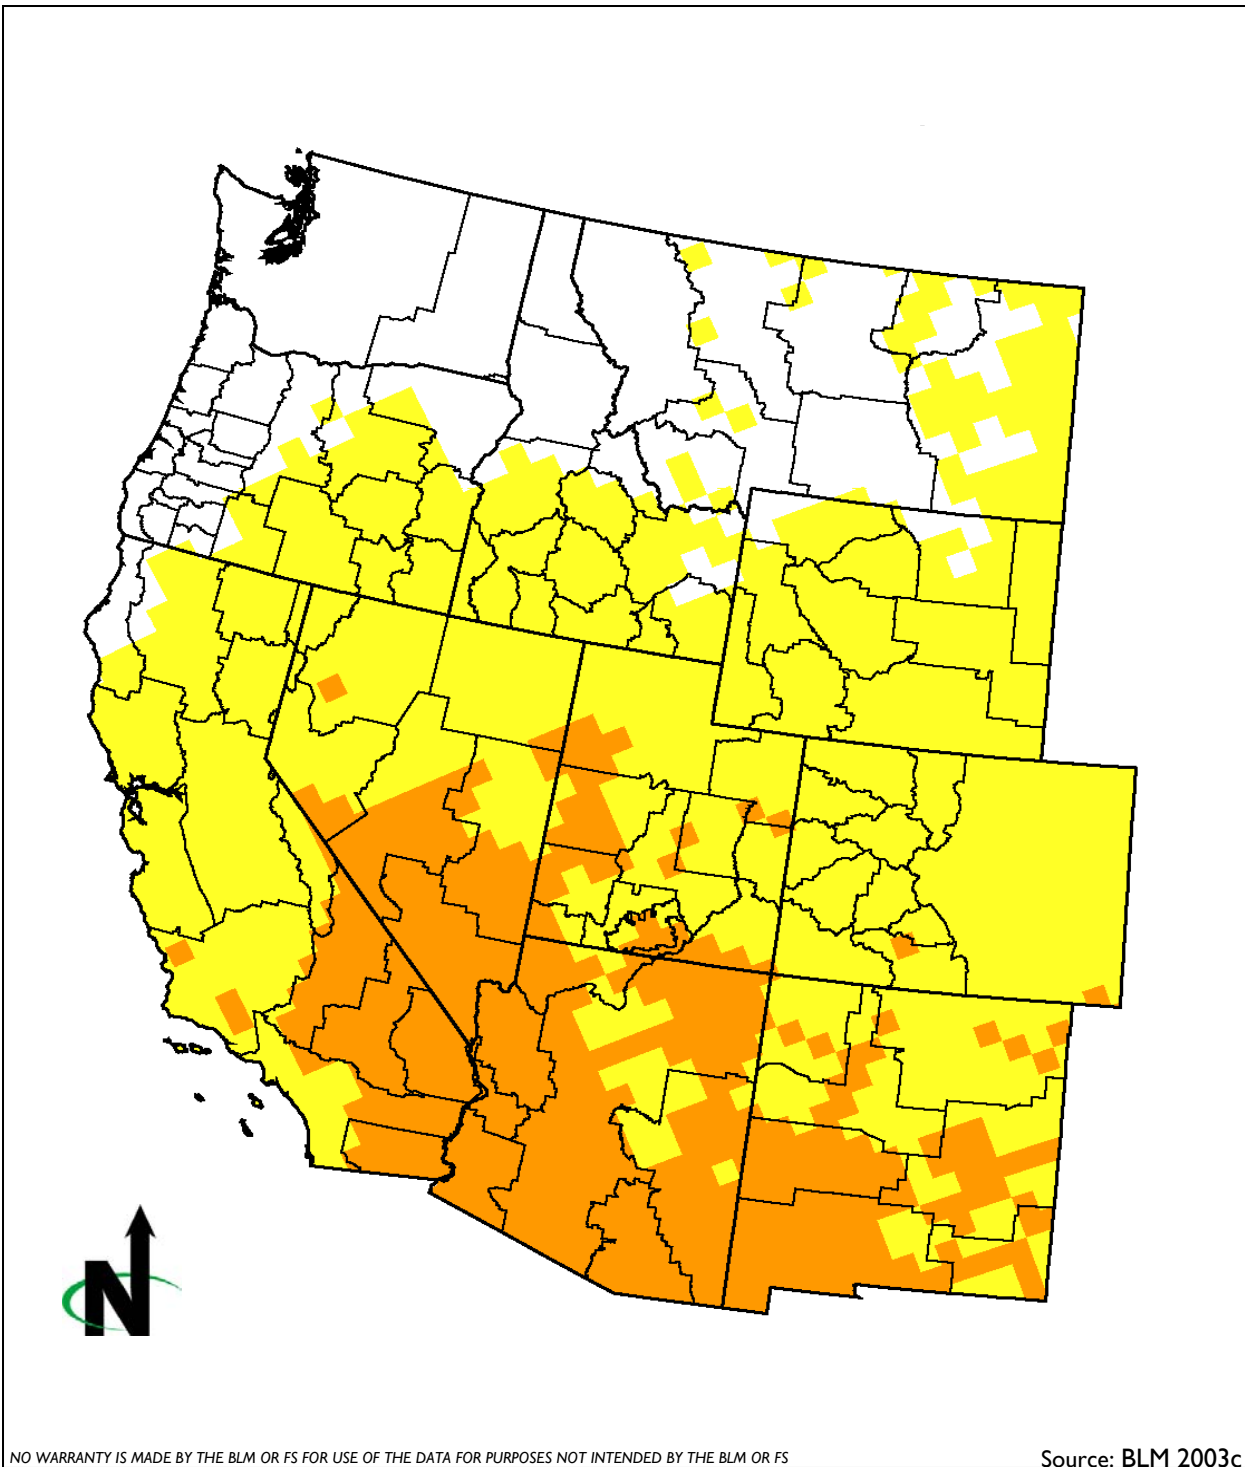 N
NO WARRANTY IS MADE BY THE BLM OR FS FOR USE OF THE DATA FOR PURPOSES NOT INTENDED BY THE BLM OR FS
Source: BLM 2003c